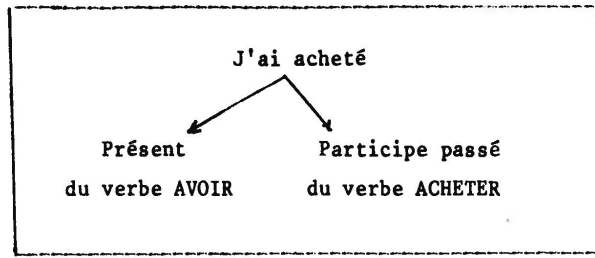 J'ai acheté
Présent Participe passé
du verbe AVOIR du verbe ACHETER